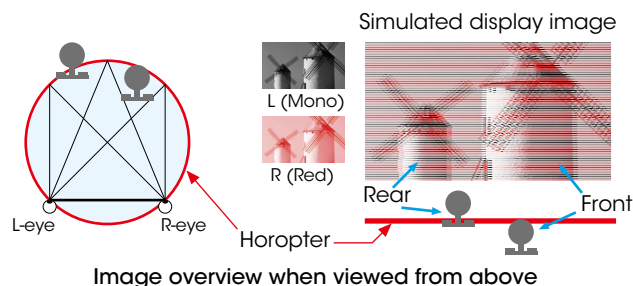 Simulated display image
L (Mono)
R (Red)
Rear
Front
L-eye
R-eye
Horopter
Image overview when viewed from above